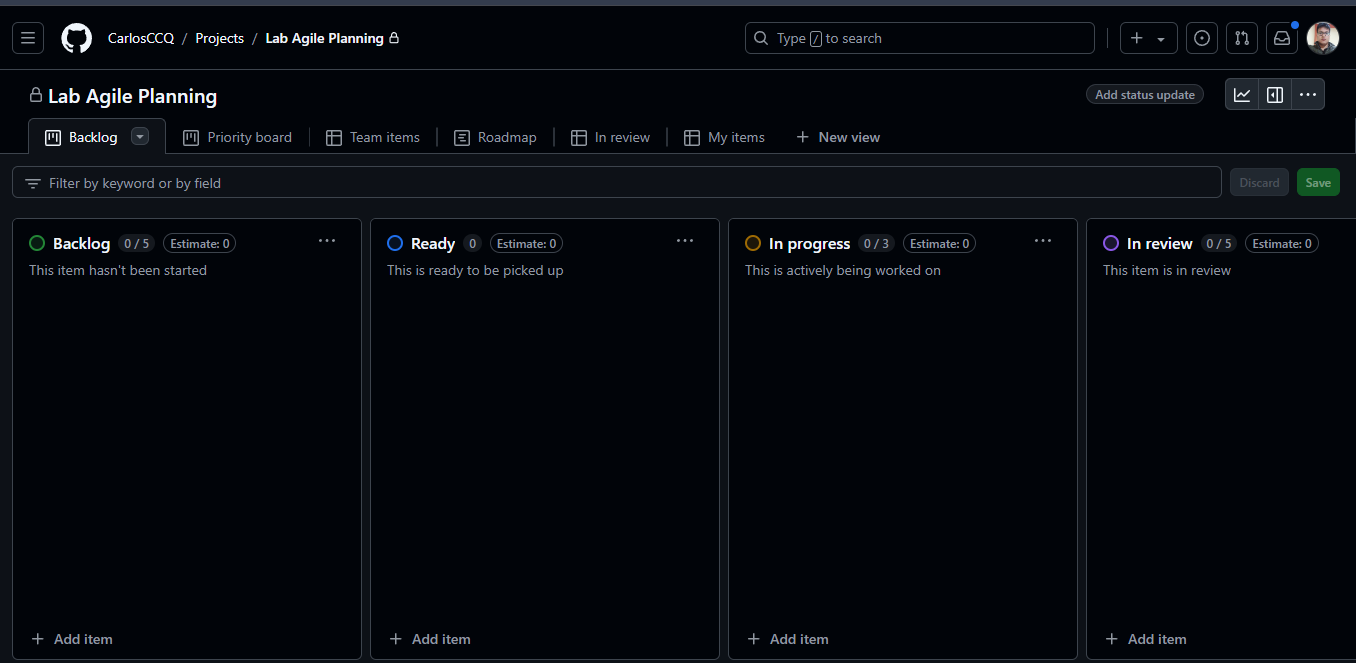 CarlosCCQ / Projects / Lab Agile Planning
Type / to search
Lab Agile Planning
Add status update
Backlog
Priority board
Team items
Roadmap
In review
My items
New view
Filter by keyword or by field
Discard
Save
Backlog 0 / 5 Estimate: 0
This item hasn't been started
Add item
Ready 0 Estimate: 0
This is ready to be picked up
Add item
In progress 0 / 3 Estimate: 0
This is actively being worked on
Add item
In review 0 / 5 Estimate: 0
This item is in review
Add item